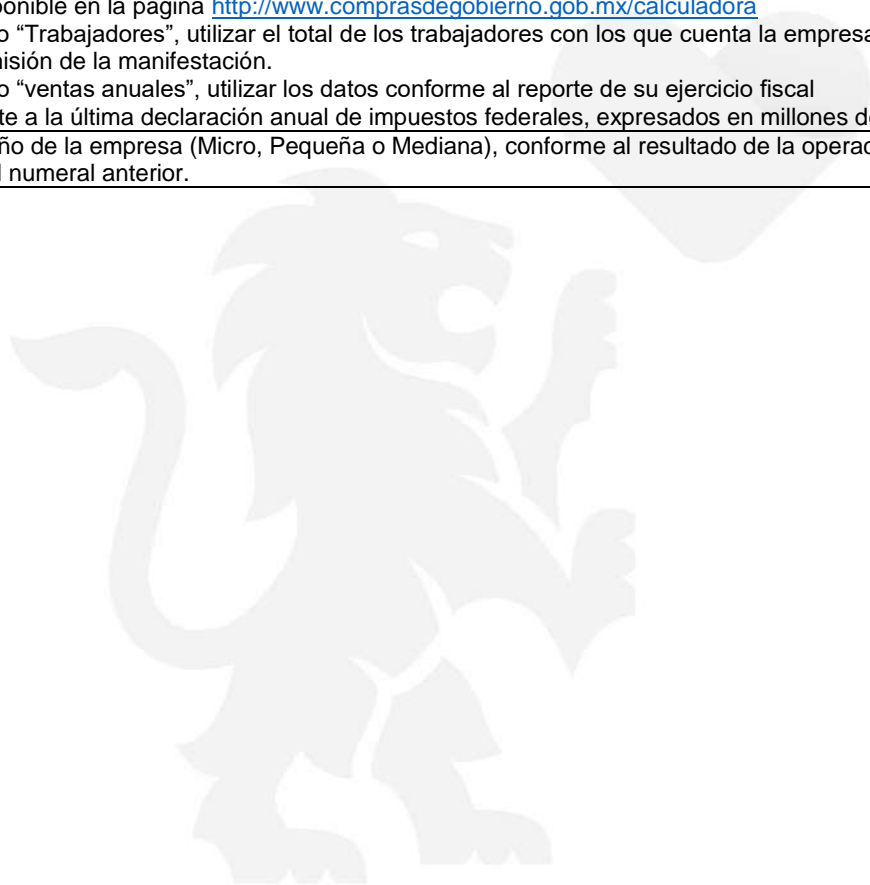 ponible en la página http://www.comprasdegobierno.gob.mx/calculadora
o “Trabajadores”, utilizar el total de los trabajadores con los que cuenta la empresa
isión de la manifestación.
o “ventas anuales”, utilizar los datos conforme al reporte de su ejercicio fiscal
te a la última declaración anual de impuestos federales, expresados en millones d
ño de la empresa (Micro, Pequeña o Mediana), conforme al resultado de la operac
l numeral anterior.